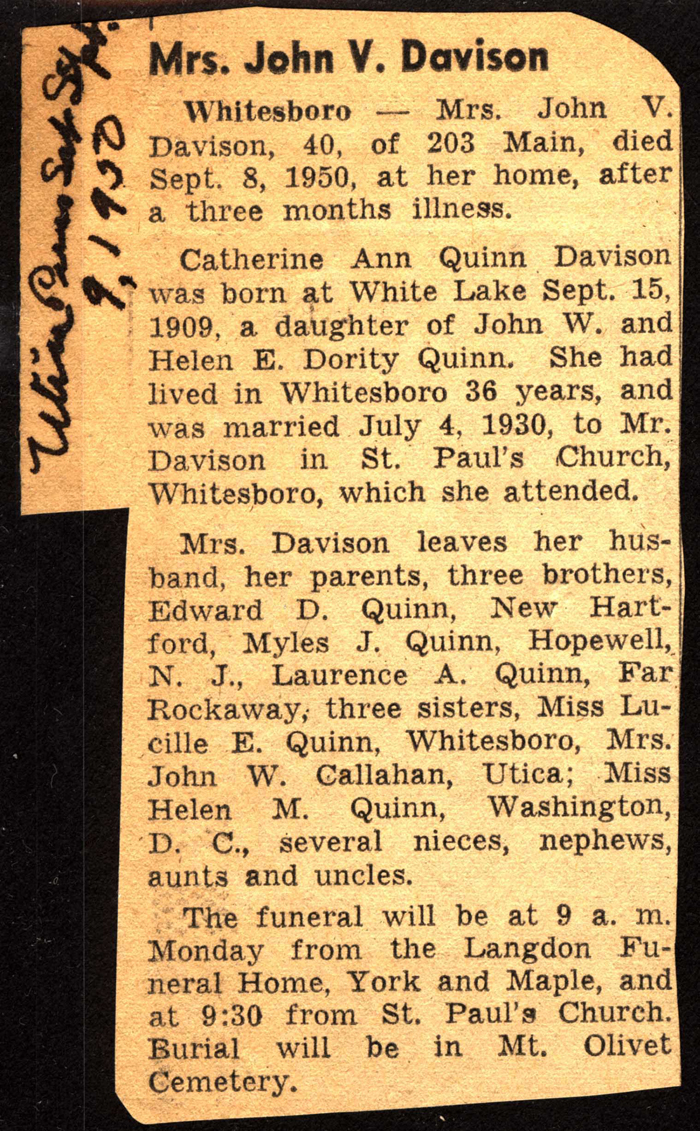 Utica Press Sat Sept.
9, 1950
Mrs. John V. Davison
Whitesboro — Mrs. John V.
Davison, 40, of 203 Main, died
Sept. 8, 1950, at her home, after
a three months illness.
Catherine Ann Quinn Davison
was born at White Lake Sept. 15,
1909, a daughter of John W. and
Helen E. Dority Quinn. She had
lived in Whitesboro 36 years, and
was married July 4, 1930, to Mr.
Davison in St. Paul's Church,
Whitesboro, which she attended.
Mrs. Davison leaves her hus-
band, her parents, three brothers,
Edward D. Quinn, New Hart-
ford, Myles J. Quinn, Hopewell,
N. J., Laurence A. Quinn, Far
Rockaway; three sisters, Miss Lu-
cille E. Quinn, Whitesboro, Mrs.
John W. Callahan, Utica; Miss
Helen M. Quinn, Washington,
D. C., several nieces, nephews,
aunts and uncles.
The funeral will be at 9 a. m.
Monday from the Langdon Fu-
neral Home, York and Maple, and
at 9:30 from St. Paul's Church.
Burial will be in Mt. Olivet
Cemetery.